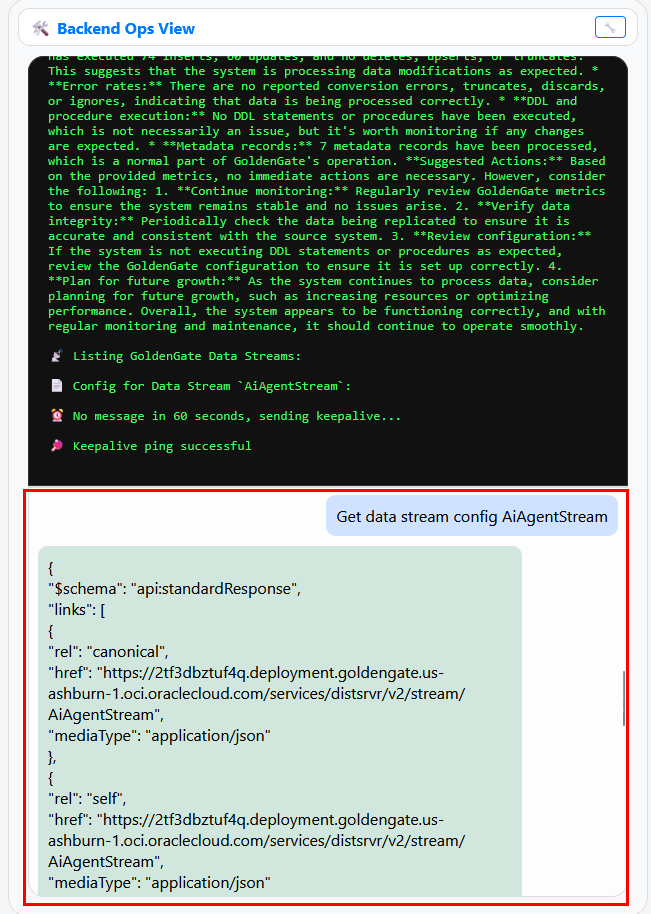 Backend Ops View
has executed 74 inserts, 60 updates, and no deletes, upserts, or truncates.
This suggests that the system is processing data modifications as expected. *
**Error rates:** There are no reported conversion errors, truncates, discards,
or ignores, indicating that data is being processed correctly. * **DDL and
procedure execution:** No DDL statements or procedures have been executed,
which is not necessarily an issue, but it's worth monitoring if any changes
are expected. * **Metadata records:** 7 metadata records have been processed,
which is a normal part of GoldenGate's operation. **Suggested Actions:** Based
on the provided metrics, no immediate actions are necessary. However, consider
the following: 1. **Continue monitoring:** Regularly review GoldenGate metrics
to ensure the system remains stable and no issues arise. 2. **Verify data
integrity:** Periodically check the data being replicated to ensure it is
accurate and consistent with the source system. 3. **Review configuration:**
If the system is not executing DDL statements or procedures as expected,
review the GoldenGate configuration to ensure it is set up correctly. 4.
**Plan for future growth:** As the system continues to process data, consider
planning for future growth, such as increasing resources or optimizing
performance. Overall, the system appears to be functioning correctly, and with
regular monitoring and maintenance, it should continue to operate smoothly.
Listing GoldenGate Data Streams:
Config for Data Stream `AiAgentStream`:
No message in 60 seconds, sending keepalive...
Keepalive ping successful
Get data stream config AiAgentStream
{
"$schema": "api:standardResponse",
"links": [
{
"rel": "canonical",
"href": "https://2tf3dbztuf4q.deployment.goldengate.us-
ashburn-1.oci.oraclecloud.com/services/distsrvr/v2/stream/
AiAgentStream",
"mediaType": "application/json"
},
{
"rel": "self",
"href": "https://2tf3dbztuf4q.deployment.goldengate.us-
ashburn-1.oci.oraclecloud.com/services/distsrvr/v2/stream/
AiAgentStream",
"mediaType": "application/json"